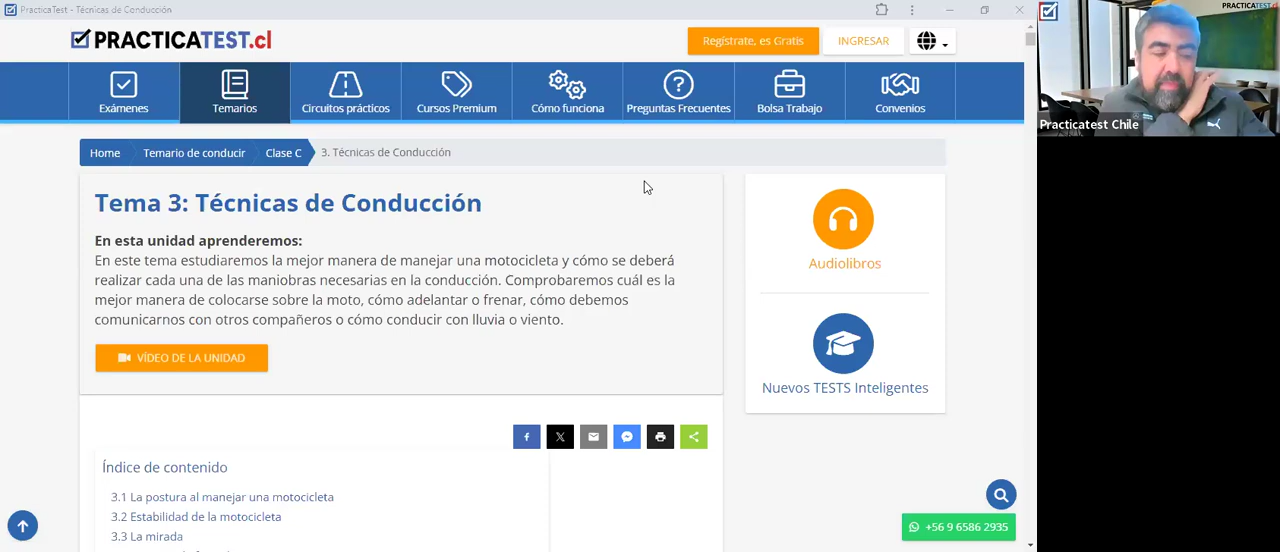 PracticaTest - Técnicas de Conducción
PRACTICATEST.cl
Regístrate, es Gratis
INGRESAR
Exámenes
Temarios
Circuitos prácticos
Cursos Premium
Cómo funciona
Preguntas Frecuentes
Bolsa Trabajo
Convenios
Home
Temario de conducir
Clase C
3. Técnicas de Conducción
Tema 3: Técnicas de Conducción
En esta unidad aprenderemos:
En este tema estudiaremos la mejor manera de manejar una motocicleta y cómo se deberá
realizar cada una de las maniobras necesarias en la conducción. Comprobaremos cuál es la
mejor manera de colocarse sobre la moto, cómo adelantar o frenar, cómo debemos
comunicarnos con otros compañeros o cómo conducir con lluvia o viento.
VÍDEO DE LA UNIDAD
Audiolibros
Nuevos TESTS Inteligentes
Índice de contenido
3.1 La postura al manejar una motocicleta
3.2 Estabilidad de la motocicleta
3.3 La mirada
+56 9 6586 2935
PRACTICATEST.cl
Practicatest Chile